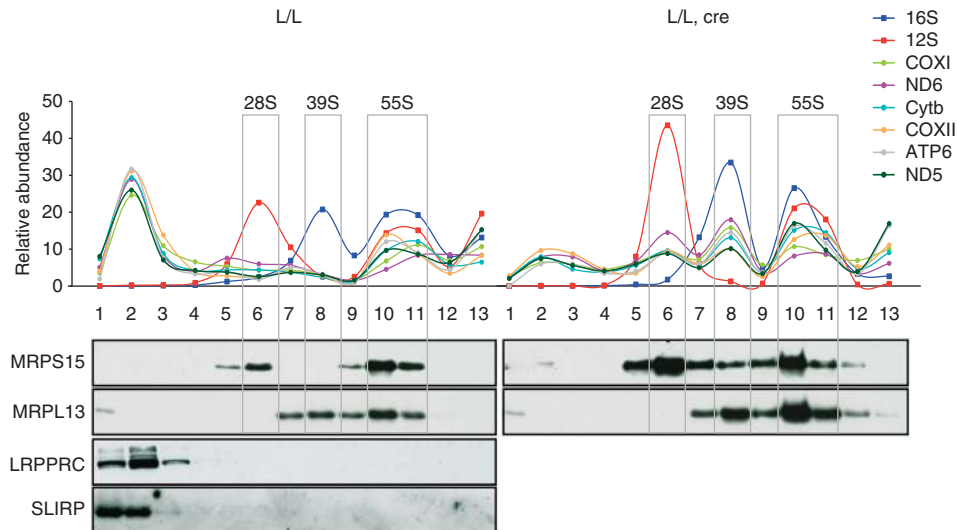 L/L
L/L, cre
16S
12S
COXI
ND6
Cytb
COXII
ATP6
ND5
Relative abundance
50
40
30
20
10
0
28S 39S 55S
28S 39S 55S
1 2 3 4 5 6 7 8 9 10 11 12 13
1 2 3 4 5 6 7 8 9 10 11 12 13
MRPS15
MRPL13
LRPPRC
SLIRP